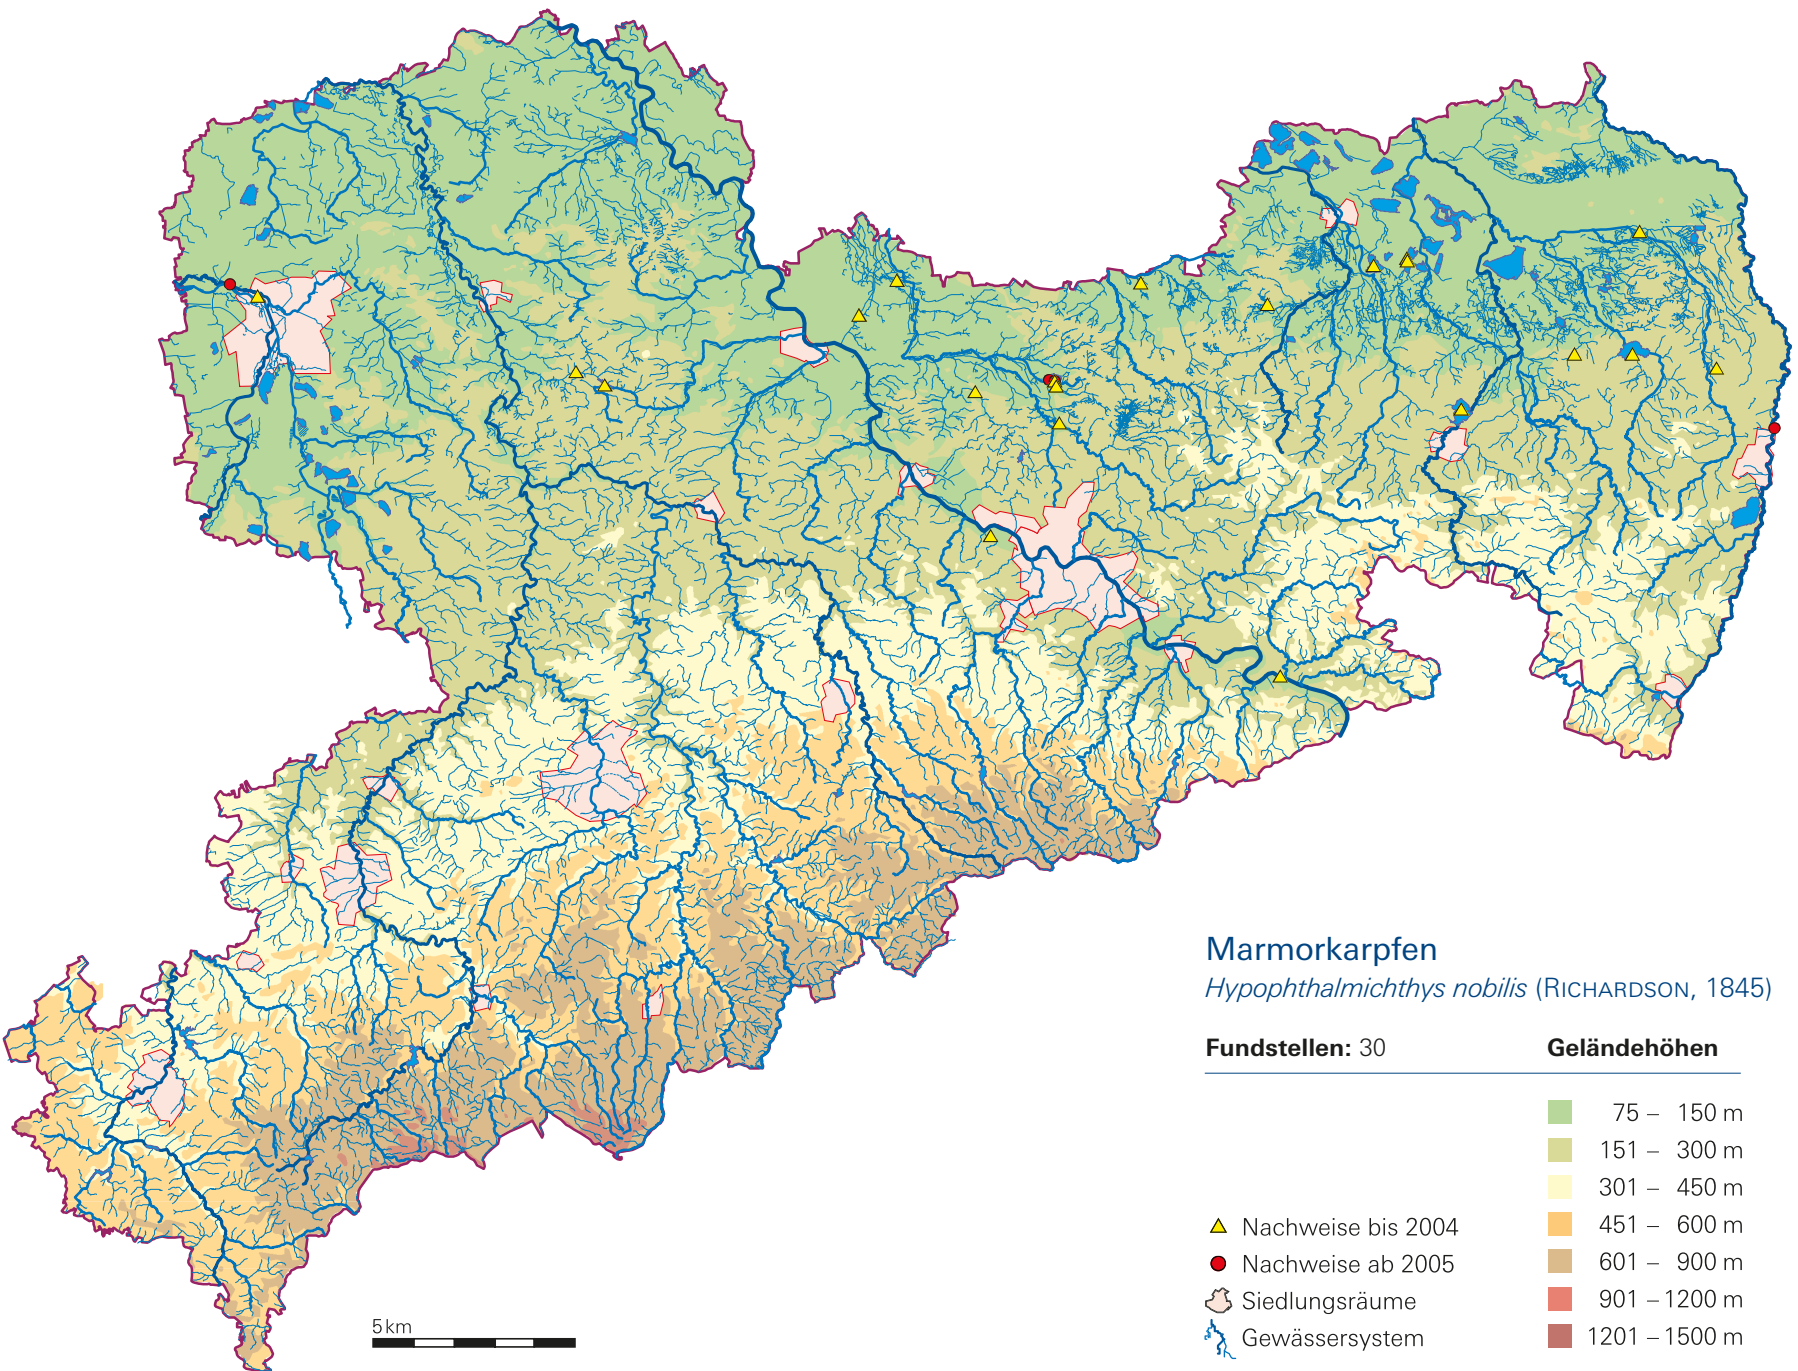 Marmorkarpfen
Hypophthalmichthys nobilis (RICHARDSON, 1845)
Fundstellen: 30
Geländehöhen
75 – 150 m
151 – 300 m
301 – 450 m
451 – 600 m
601 – 900 m
901 – 1200 m
1201 – 1500 m
Nachweise bis 2004
Nachweise ab 2005
Siedlungsräume
Gewässersystem
5 km